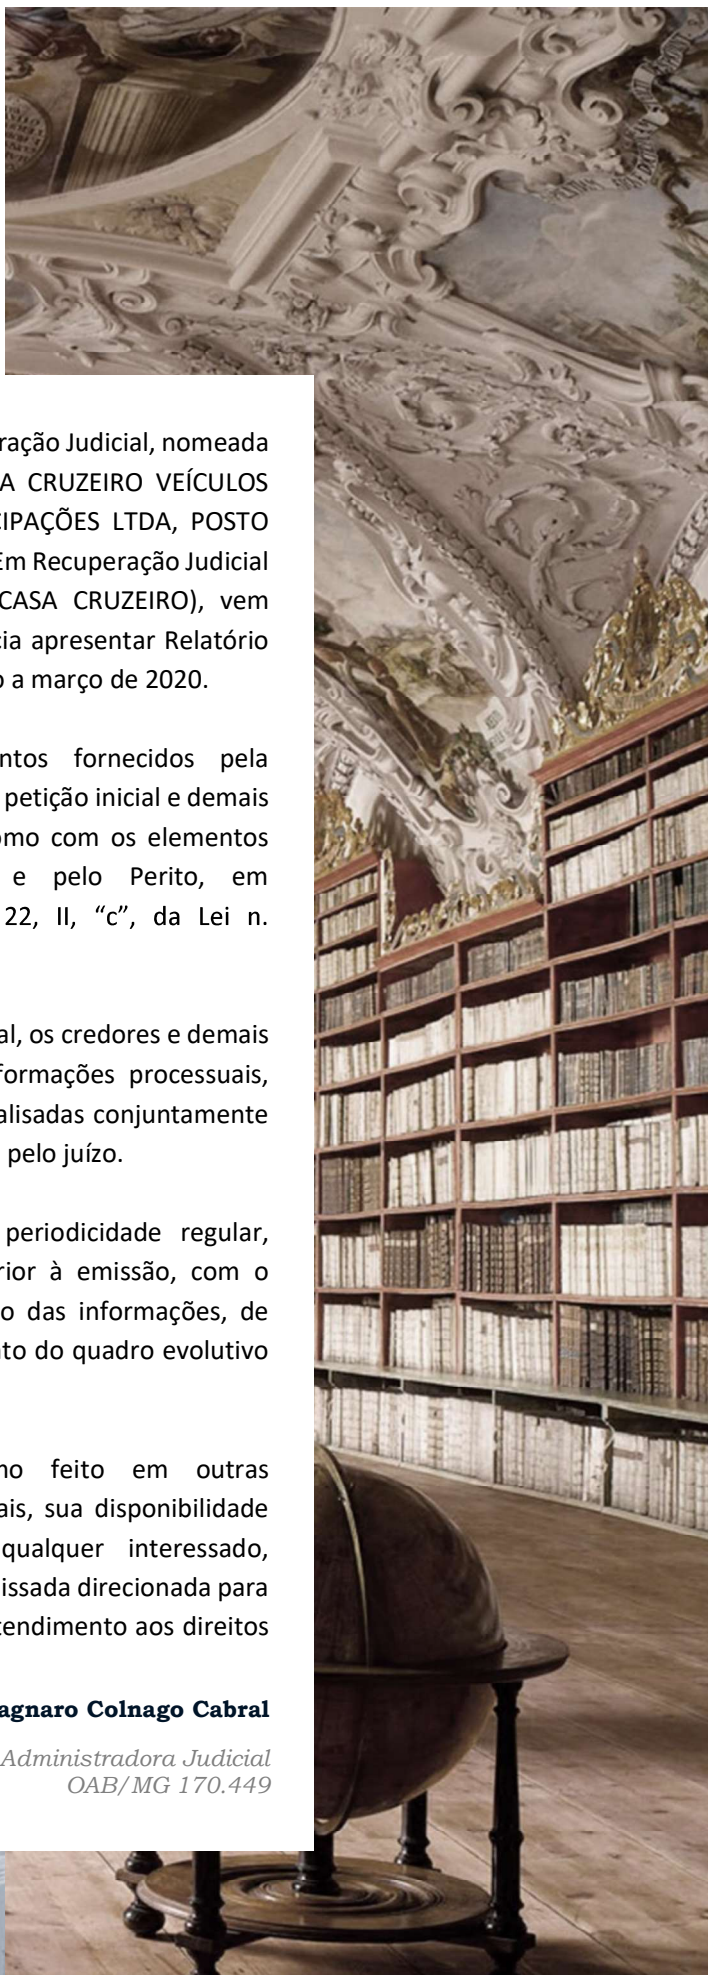 ração Judicial, nomeada
A CRUZEIRO VEÍCULOS
CIPAÇÕES LTDA, POSTO
Em Recuperação Judicial
CASA CRUZEIRO), vem
cia apresentar Relatório
o a março de 2020.
ntos fornecidos pela
petição inicial e demais
omo com os elementos
e pelo Perito, em
22, II, “c”, da Lei n.
al, os credores e demais
formações processuais,
alisadas conjuntamente
pelo juízo.
periodicidade regular,
rior à emissão, com o
o das informações, de
nto do quadro evolutivo
no feito em outras
ais, sua disponibilidade
qualquer interessado,
issada direcionada para
tendimento aos direitos
agnaro Colnago Cabral
Administradora Judicial
OAB/MG 170.449